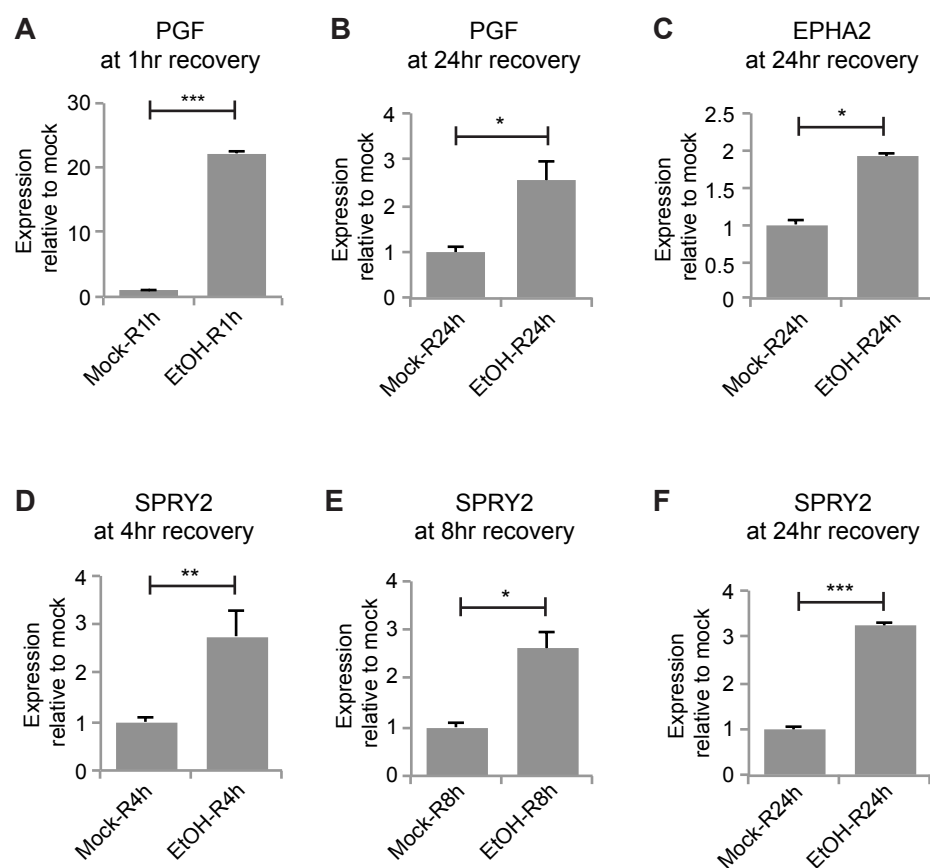 A
PGF
at 1hr recovery
Expression
relative to mock
30
20
10
0
***
Mock-R1h
EtOH-R1h
B
PGF
at 24hr recovery
Expression
relative to mock
4
3
2
1
0
*
Mock-R24h
EtOH-R24h
C
EPHA2
at 24hr recovery
Expression
relative to mock
2.5
2
1.5
1
0.5
0
*
Mock-R24h
EtOH-R24h
D
SPRY2
at 4hr recovery
Expression
relative to mock
4
3
2
1
0
**
Mock-R4h
EtOH-R4h
E
SPRY2
at 8hr recovery
Expression
relative to mock
4
3
2
1
0
*
Mock-R8h
EtOH-R8h
F
SPRY2
at 24hr recovery
Expression
relative to mock
4
3
2
1
0
***
Mock-R24h
EtOH-R24h